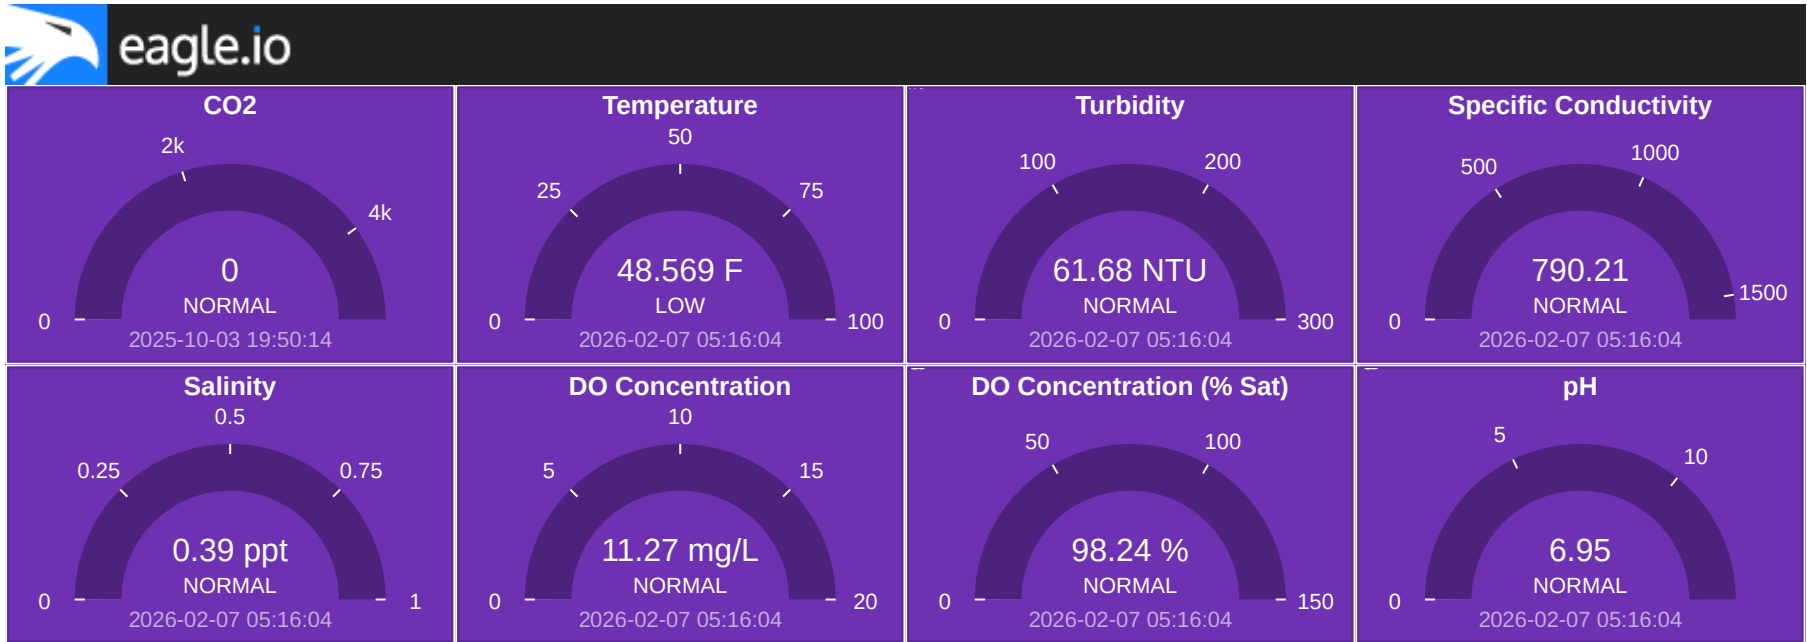 eagle.io
CO2
2k
4k
0
0
NORMAL
2025-10-03 19:50:14
Temperature
50
25
75
48.569 F
LOW
0
100
2026-02-07 05:16:04
Turbidity
100
200
61.68 NTU
NORMAL
0
300
2026-02-07 05:16:04
Specific Conductivity
500
1000
790.21
1500
NORMAL
0
2026-02-07 05:16:04
Salinity
0.5
0.25
0.75
0.39 ppt
NORMAL
0
1
2026-02-07 05:16:04
DO Concentration
10
5
15
11.27 mg/L
NORMAL
0
20
2026-02-07 05:16:04
DO Concentration (% Sat)
50
100
98.24 %
NORMAL
0
150
2026-02-07 05:16:04
pH
5
10
6.95
NORMAL
0
2026-02-07 05:16:04